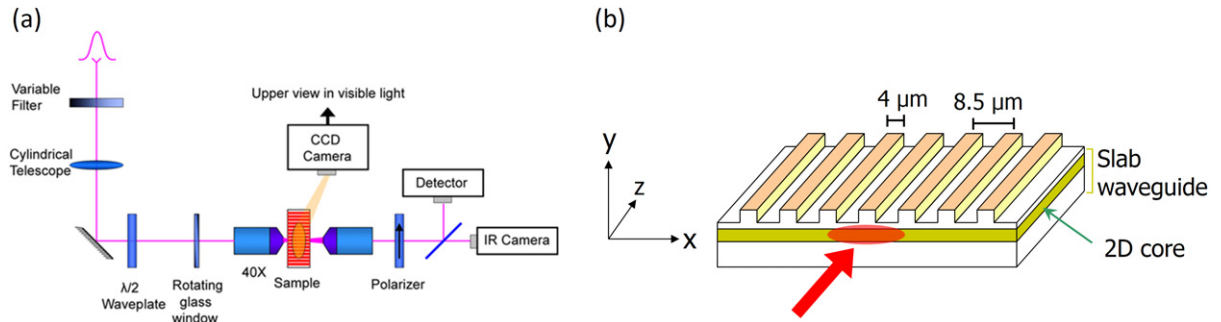 (a)
Variable
Filter
Cylindrical
Telescope
λ/2
Waveplate
Rotating
glass
window
40X
Sample
Upper view in visible light
CCD
Camera
Polarizer
Detector
IR Camera
(b)
4 μm
8.5 μm
y
z
x
Slab
waveguide
2D core